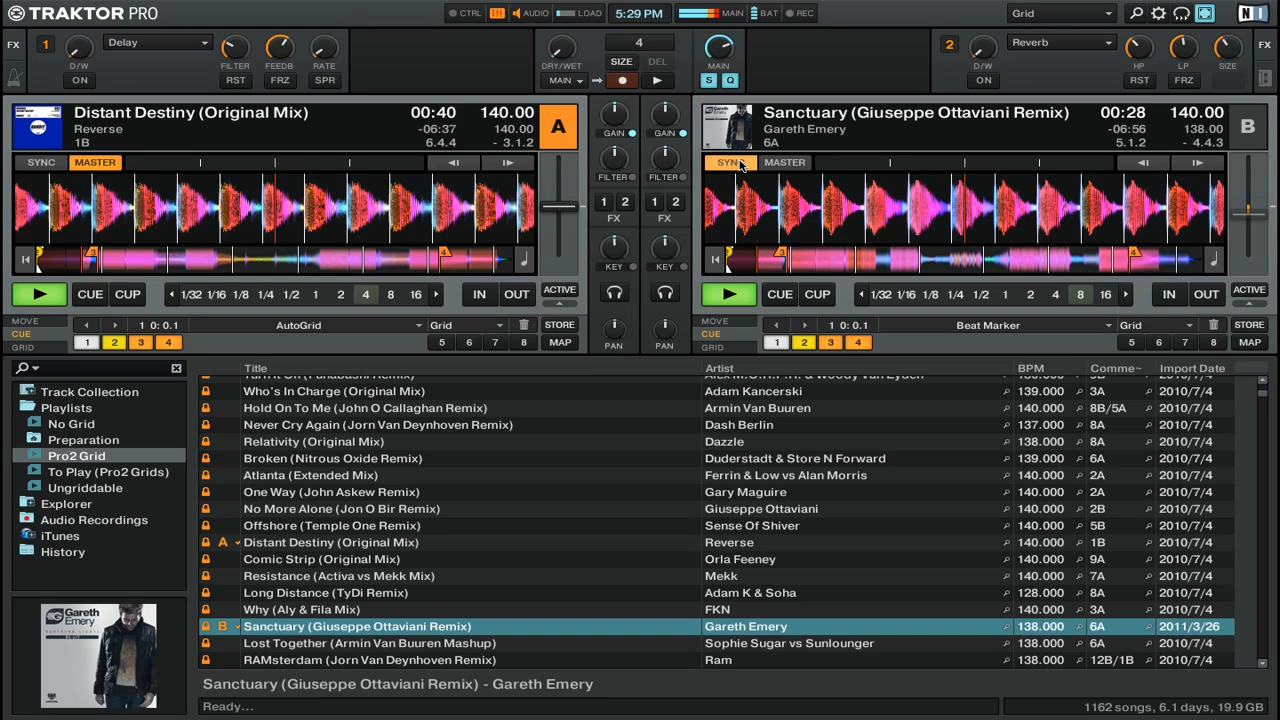 TRAKTOR PRO CTRL AUDIO LOAD 5:29 PM MAIN BAT REC Grid
FX 1 Delay 4 2 Reverb FX
D/W FILTER FEEDB RATE DRY/WET SIZE DEL MAIN D/W HP LP SIZE
ON RST FRZ SPR MAIN S Q ON RST FRZ
Distant Destiny (Original Mix) 00:40 140.00 A
Reverse -06:37 140.00
1B 6.4.4 - 3.1.2
GAIN GAIN
Sanctuary (Giuseppe Ottaviani Remix) 00:28 140.00 B
Gareth Emery -06:56 138.00
6A 5.1.2 - 4.4.3
SYNC MASTER SYNC MASTER
FILTER FILTER
1 2 1 2
FX FX
3 4 3 4
KEY KEY
CUE CUP 1/32 1/16 1/8 1/4 1/2 1 2 4 8 16 IN OUT ACTIVE
CUE CUP 1/32 1/16 1/8 1/4 1/2 1 2 4 8 16 IN OUT ACTIVE
MOVE
CUE
GRID
1 0: 0.1 AutoGrid Grid STORE
1 2 3 4 5 6 7 8 MAP
PAN PAN
MOVE
CUE
GRID
1 0: 0.1 Beat Marker Grid STORE
1 2 3 4 5 6 7 8 MAP
Track Collection
Playlists
No Grid
Preparation
Pro2 Grid
To Play (Pro2 Grids)
Ungriddable
Explorer
Audio Recordings
iTunes
History
Title Artist BPM Comme~ Import Date
Who's In Charge (Original Mix) Adam Kancerski 139.000 3A 2010/7/4
Hold On To Me (John O Callaghan Remix) Armin Van Buuren 140.000 8B/5A 2010/7/4
Never Cry Again (Jorn Van Deynhoven Remix) Dash Berlin 137.000 8A 2010/7/4
Relativity (Original Mix) Dazzle 138.000 8A 2010/7/4
Broken (Nitrous Oxide Remix) Duderstadt & Store N Forward 139.000 6A 2010/7/4
Atlanta (Extended Mix) Ferrin & Low vs Alan Morris 140.000 2A 2010/7/4
One Way (John Askew Remix) Gary Maguire 140.000 2A 2010/7/4
No More Alone (Jon O Bir Remix) Giuseppe Ottaviani 140.000 2B 2010/7/4
Offshore (Temple One Remix) Sense Of Shiver 140.000 5B 2010/7/4
A Distant Destiny (Original Mix) Reverse 140.000 1B 2010/7/4
Comic Strip (Original Mix) Orla Feeney 140.000 9A 2010/7/4
Resistance (Activa vs Mekk Mix) Mekk 140.000 7A 2010/7/4
Long Distance (TyDi Remix) Adam K & Soha 128.000 8A 2010/7/4
Why (Aly & Fila Mix) FKN 140.000 3A 2010/7/4
B Sanctuary (Giuseppe Ottaviani Remix) Gareth Emery 138.000 6A 2011/3/26
Lost Together (Armin Van Buuren Mashup) Sophie Sugar vs Sunlounger 138.000 6A 2010/7/4
RAMsterdam (Jorn Van Deynhoven Remix) Ram 138.000 12B/1B 2010/7/4
Gareth
Emery
Sanctuary (Giuseppe Ottaviani Remix) - Gareth Emery
Ready... 1162 songs, 6.1 days, 19.9 GB